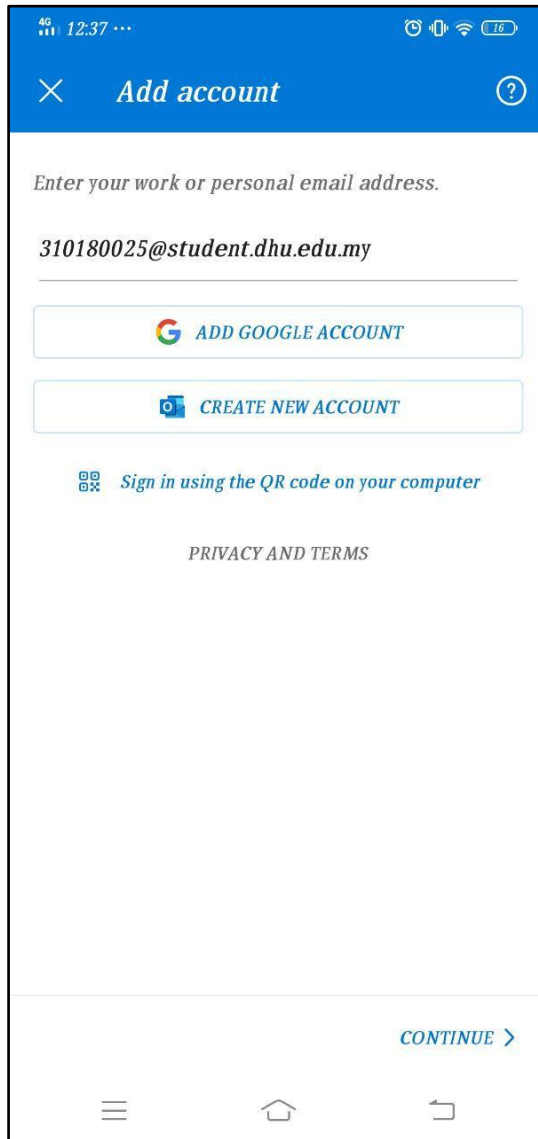 4G 12:37 ··· 16
Add account
Enter your work or personal email address.
310180025@student.dhu.edu.my
ADD GOOGLE ACCOUNT
CREATE NEW ACCOUNT
Sign in using the QR code on your computer
PRIVACY AND TERMS
CONTINUE